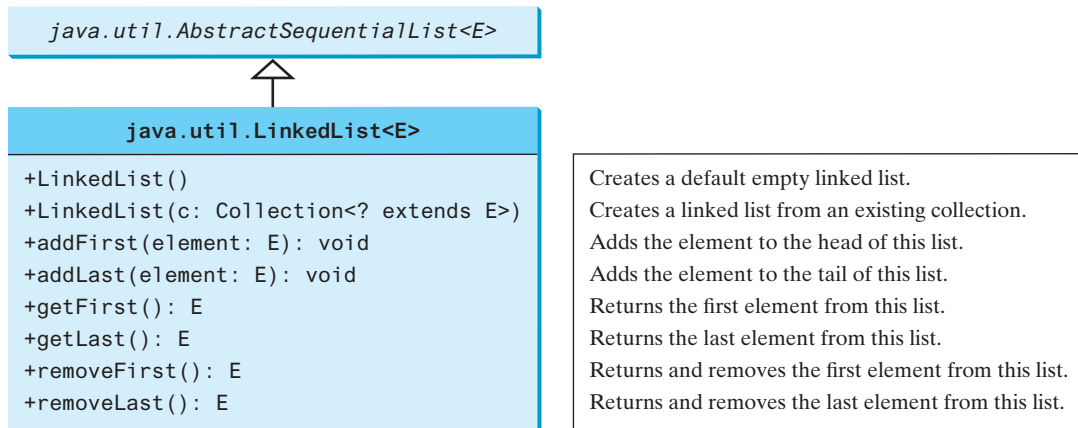 java.util.AbstractSequentialList<E>
java.util.LinkedList<E>
+LinkedList()
+LinkedList(c: Collection<? extends E>)
+addFirst(element: E): void
+addLast(element: E): void
+getFirst(): E
+getLast(): E
+removeFirst(): E
+removeLast(): E
Creates a default empty linked list.
Creates a linked list from an existing collection.
Adds the element to the head of this list.
Adds the element to the tail of this list.
Returns the first element from this list.
Returns the last element from this list.
Returns and removes the first element from this list.
Returns and removes the last element from this list.